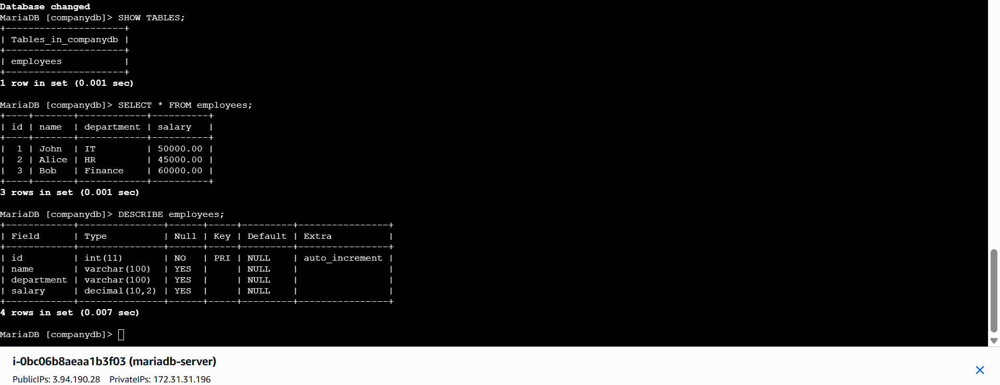 Database changed
MariaDB [companydb]> SHOW TABLES;
+---------------------+
| Tables_in_companydb |
+---------------------+
| employees           |
+---------------------+
1 row in set (0.001 sec)

MariaDB [companydb]> SELECT * FROM employees;
+----+-------+------------+----------+
| id | name  | department | salary   |
+----+-------+------------+----------+
|  1 | John  | IT         | 50000.00 |
|  2 | Alice | HR         | 45000.00 |
|  3 | Bob   | Finance    | 60000.00 |
+----+-------+------------+----------+
3 rows in set (0.001 sec)

MariaDB [companydb]> DESCRIBE employees;
+------------+---------------+------+-----+---------+----------------+
| Field      | Type          | Null | Key | Default | Extra          |
+------------+---------------+------+-----+---------+----------------+
| id         | int(11)       | NO   | PRI | NULL    | auto_increment |
| name       | varchar(100)  | YES  |     | NULL    |                |
| department | varchar(100)  | YES  |     | NULL    |                |
| salary     | decimal(10,2) | YES  |     | NULL    |                |
+------------+---------------+------+-----+---------+----------------+
4 rows in set (0.007 sec)

MariaDB [companydb]>
i-0bc06b8aeaa1b3f03 (mariadb-server)
PublicIPs: 3.94.190.28    PrivateIPs: 172.31.31.196